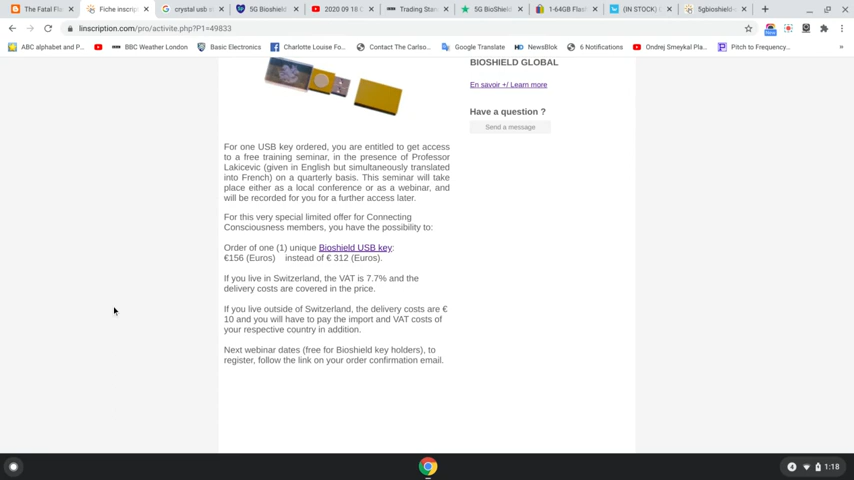 The Fatal Fla
Fiche inscrip
crystal usb st
5G Bioshield
2020 09 18 C
Trading Stan
5G BioShield
1-64GB Flash
(IN STOCK)
5gbioshield-
linscription.com/pro/activite.php?P1=49833
ABC alphabet and P...
BBC Weather London
Basic Electronics
Charlotte Louise Fo...
Contact The Carlso...
Google Translate
NewsBlok
6 Notifications
Ondrej Smeykal Pla...
Pitch to Frequency...
»
BIOSHIELD GLOBAL
En savoir +/ Learn more
Have a question ?
Send a message
For one USB key ordered, you are entitled to get access
to a free training seminar, in the presence of Professor
Lakicevic (given in English but simultaneously translated
into French) on a quarterly basis. This seminar will take
place either as a local conference or as a webinar, and
will be recorded for you for a further access later.
For this very special limited offer for Connecting
Consciousness members, you have the possibility to:
Order of one (1) unique Bioshield USB key:
€156 (Euros) instead of € 312 (Euros).
If you live in Switzerland, the VAT is 7.7% and the
delivery costs are covered in the price.
If you live outside of Switzerland, the delivery costs are €
10 and you will have to pay the import and VAT costs of
your respective country in addition.
Next webinar dates (free for Bioshield key holders), to
register, follow the link on your order confirmation email.
4
1:18